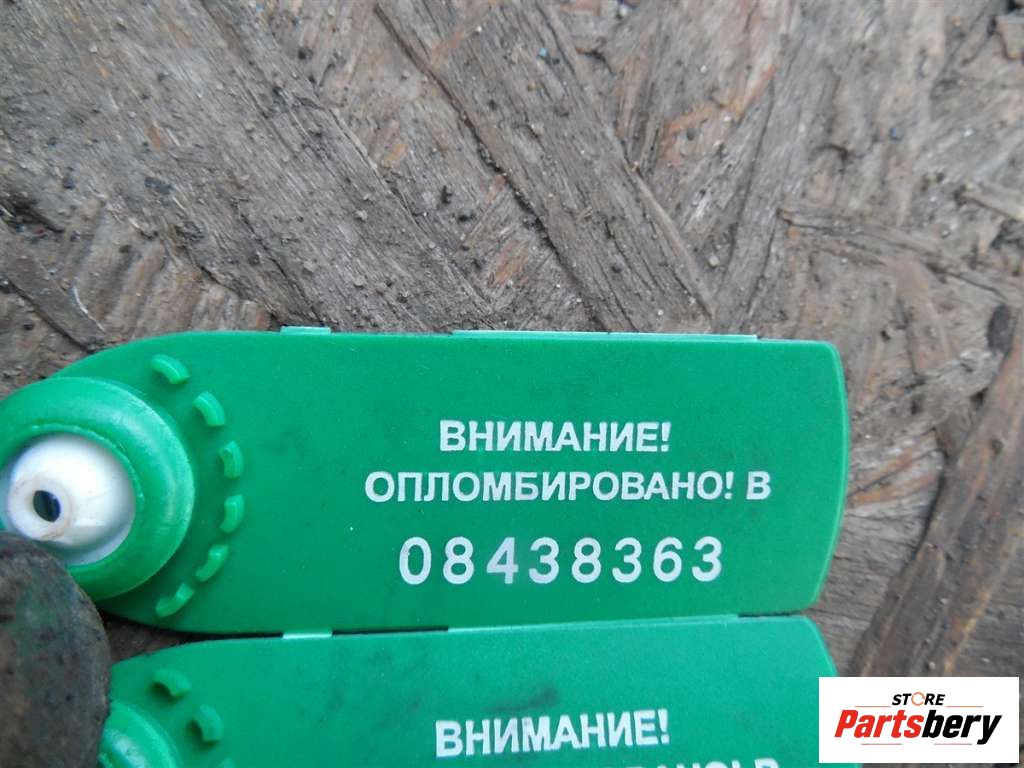 ВНИМАНИЕ!
ОПЛОМБИРОВАНО! В
08438363
ВНИМАНИЕ!
STORE
Partsbery